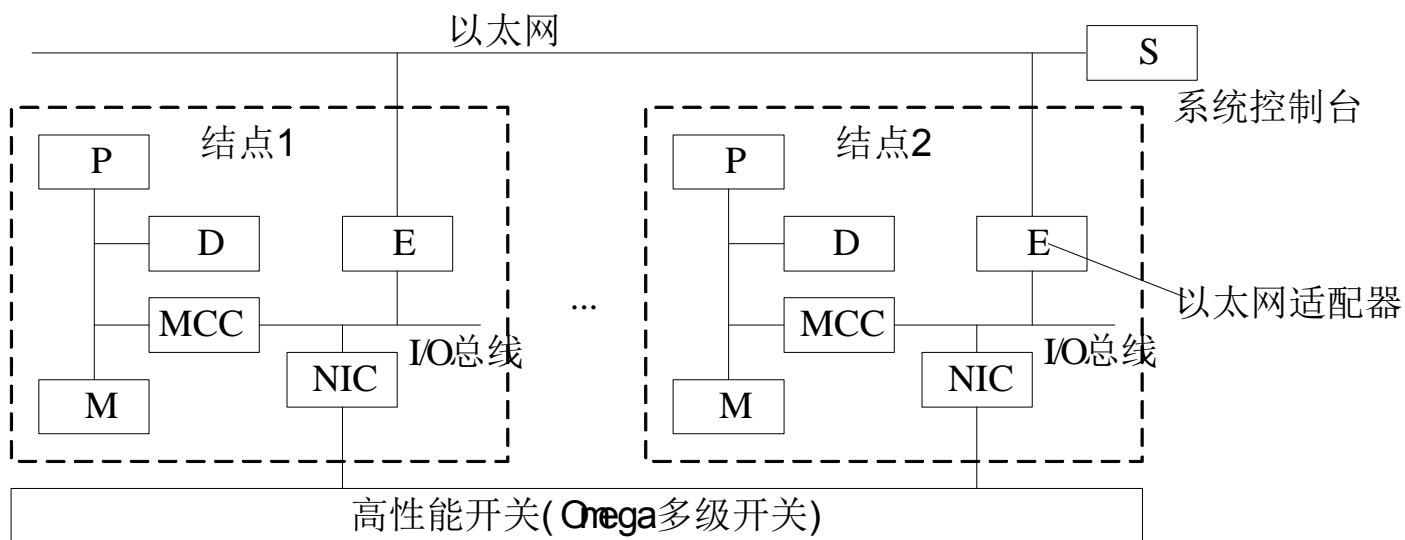 以太网
S
系统控制台
结点1
结点2
P
P
D
E
D
E
...
以太网适配器
MCC
MCC
I/O总线
I/O总线
NIC
NIC
M
M
高性能开关(Omega多级开关)